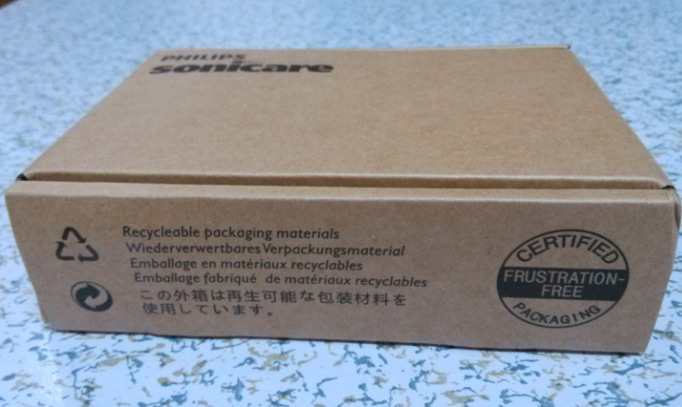 PHILIPS
sonicare
Recycleable packaging materials
Wiederverwertbares Verpackungsmaterial
Emballage en matériaux recyclables
Emballage fabriqué de matériaux recyclables
この外箱は再生可能な包装材料を
使用しています。
CERTIFIED
FRUSTRATION-
FREE
PACKAGING